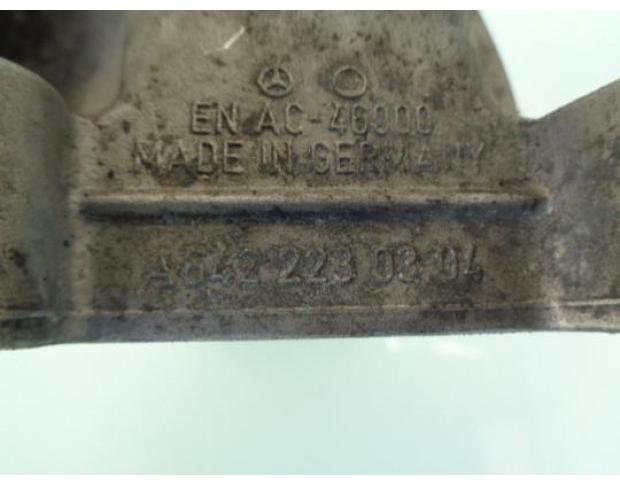 EN AC-46000
MADE IN GERMANY
A642 223 03 04